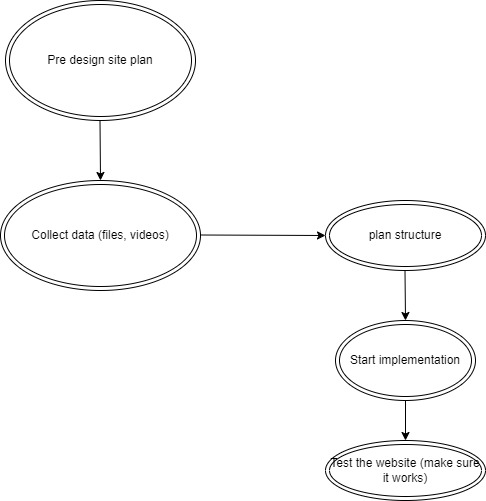 Pre design site plan
Collect data (files, videos)
plan structure
Start implementation
Test the website (make sure
it works)